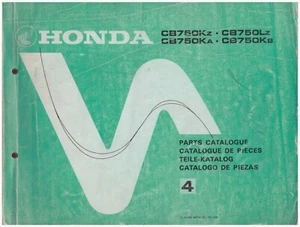 HONDA
CB750KZ · CB750LZ
CB750KA · CB750KB
PARTS CATALOGUE
CATALOGUE DE PIECES
TEILE-KATALOG
CATALOGO DE PIEZAS
4